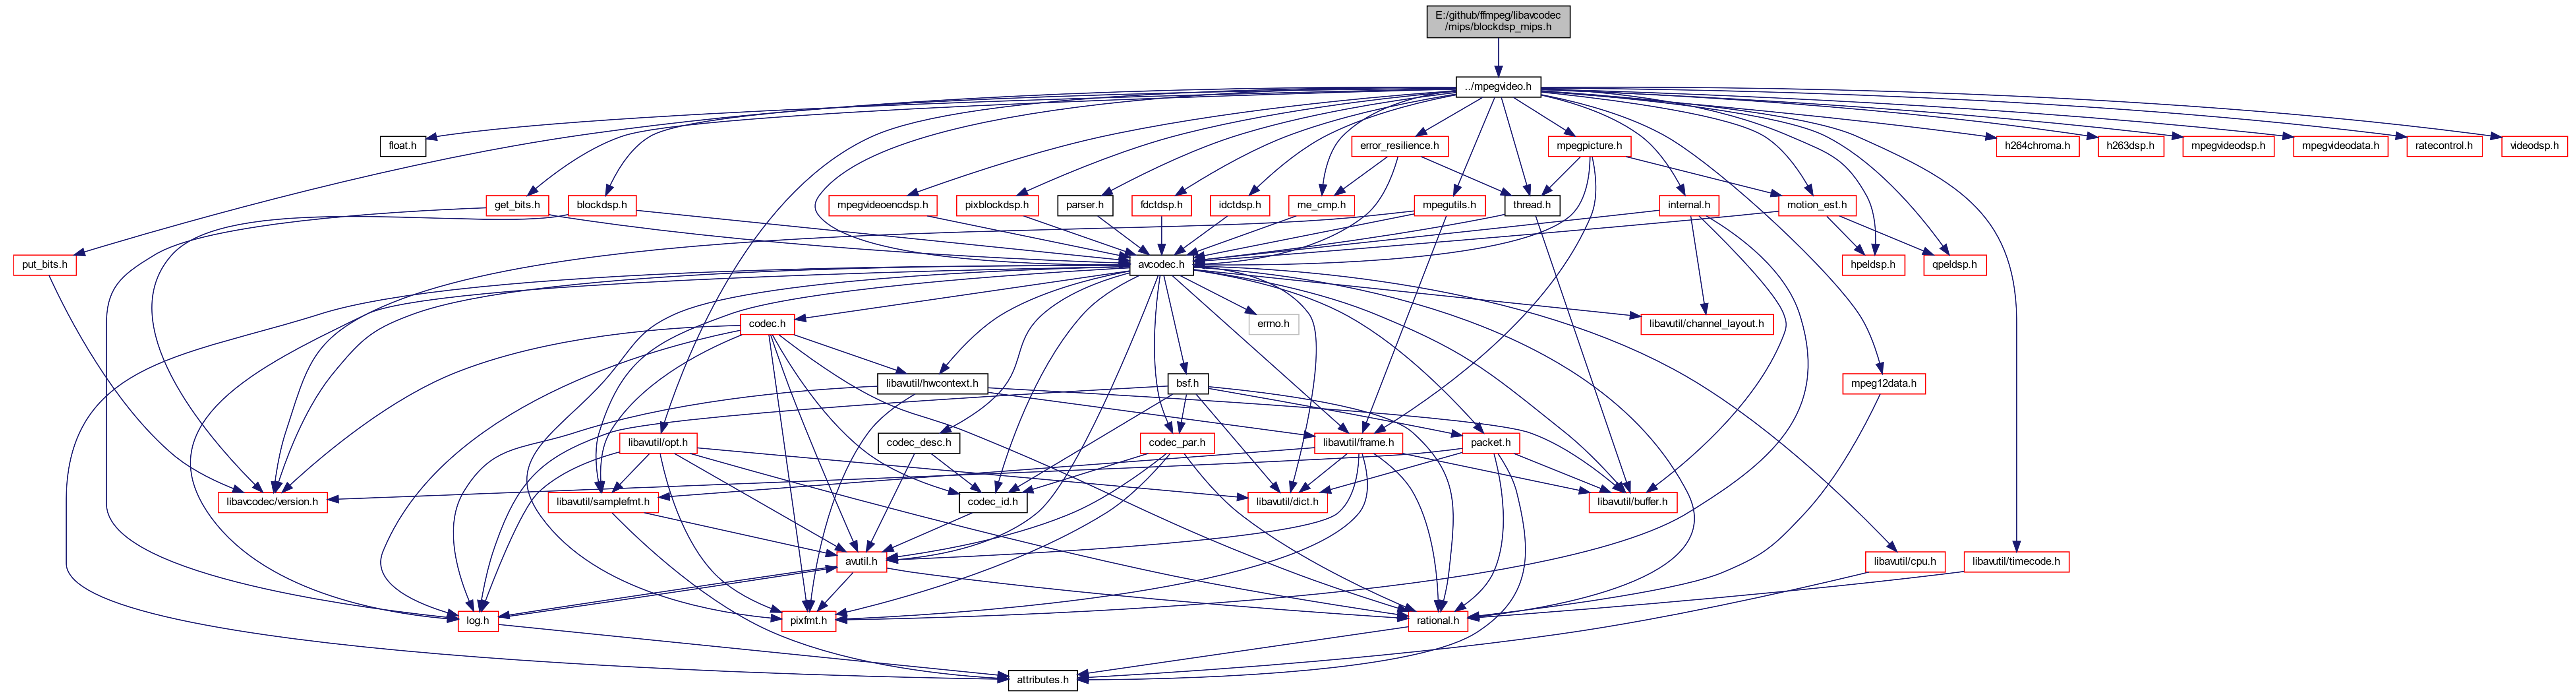 E:/github/ffmpeg/libavcodec
/mips/blockdsp_mips.h
../mpegvideo.h
float.h
error_resilience.h
mpegpicture.h
h264chroma.h
h263dsp.h
mpegvideodsp.h
mpegvideodata.h
ratecontrol.h
videodsp.h
get_bits.h
blockdsp.h
mpegvideoencdsp.h
pixblockdsp.h
parser.h
fdctdsp.h
idctdsp.h
me_cmp.h
mpegutils.h
thread.h
internal.h
motion_est.h
put_bits.h
avcodec.h
hpeldsp.h
qpeldsp.h
codec.h
errno.h
libavutil/channel_layout.h
libavutil/hwcontext.h
bsf.h
mpeg12data.h
libavutil/opt.h
codec_desc.h
codec_par.h
libavutil/frame.h
packet.h
libavcodec/version.h
libavutil/samplefmt.h
codec_id.h
libavutil/dict.h
libavutil/buffer.h
avutil.h
libavutil/cpu.h
libavutil/timecode.h
log.h
pixfmt.h
rational.h
attributes.h